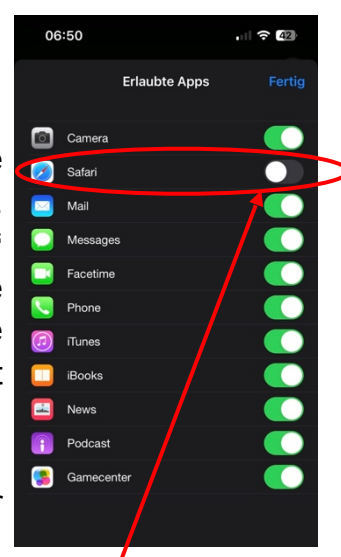 06:50 42
Erlaubte Apps Fertig
Camera
Safari
Mail
Messages
Facetime
Phone
iTunes
iBooks
News
Podcast
Gamecenter